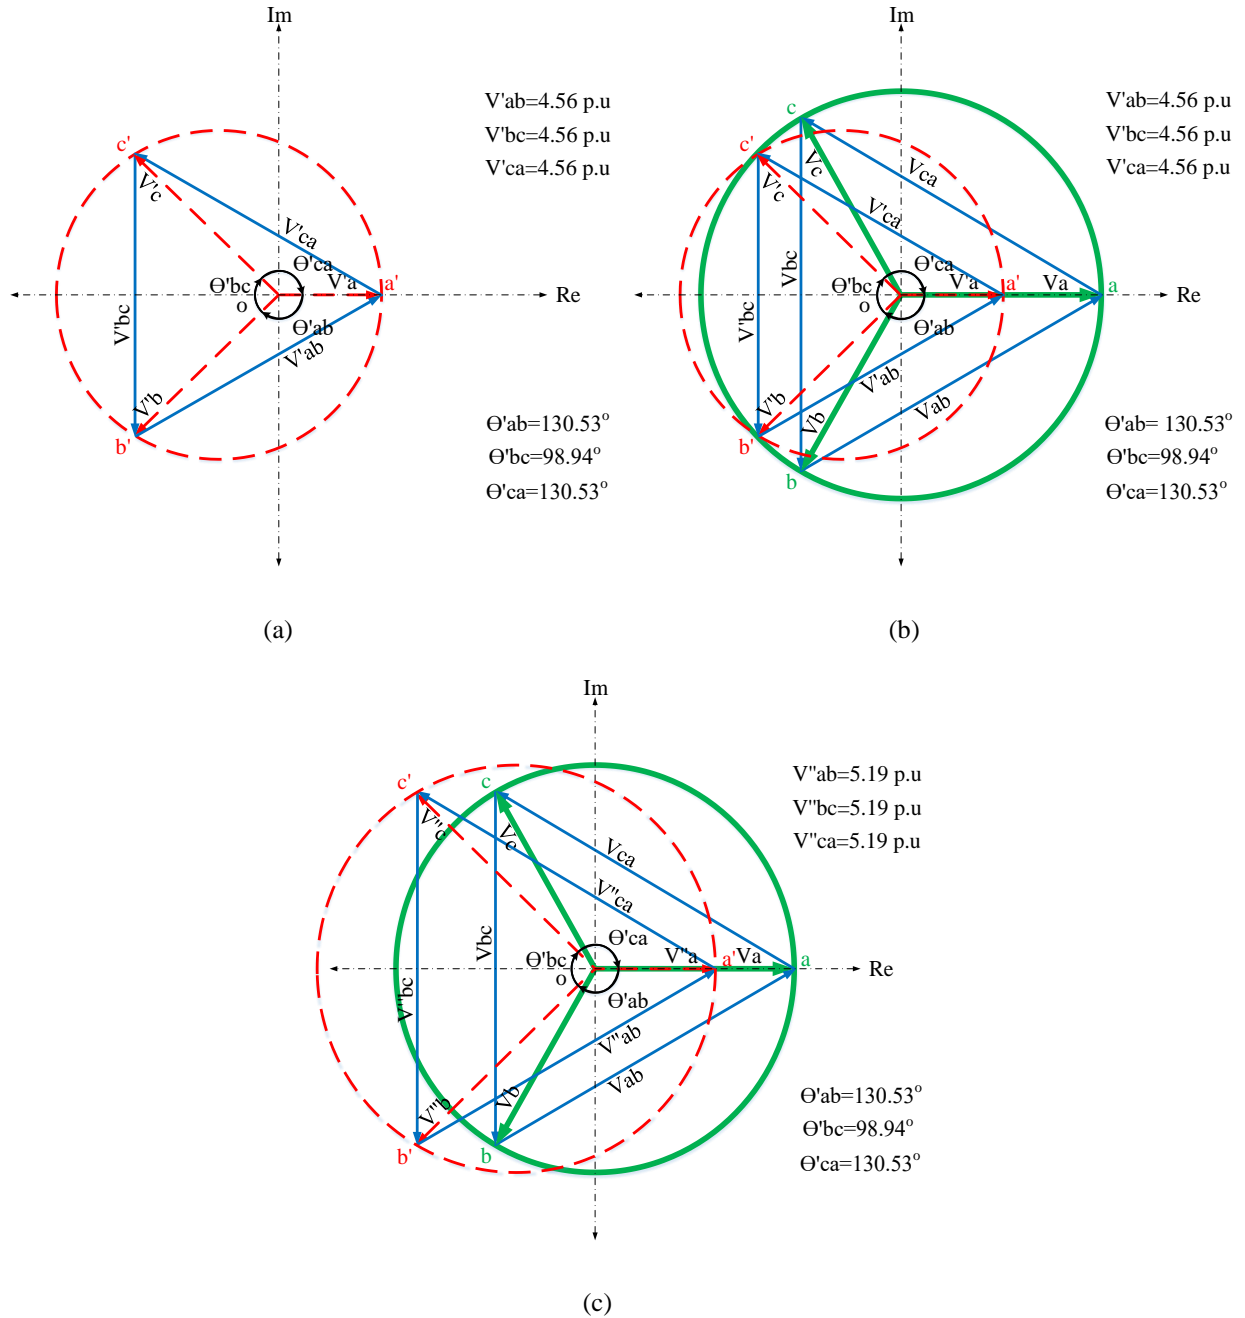 Im
V'ab=4.56 p.u
V'bc=4.56 p.u
V'ca=4.56 p.u
c'
V'c
V'ca
Ө'ca
V'a
a'
Re
Ө'bc
o
Ө'ab
V'bc
V'ab
V'b
b'
Ө'ab=130.53°
Ө'bc=98.94°
Ө'ca=130.53°
(a)
Im
V'ab=4.56 p.u
V'bc=4.56 p.u
V'ca=4.56 p.u
c
c'
Vc
V'c
Vca
V'ca
Vbc
Ө'ca
Ө'bc
V'a
a'
Va
a
Re
o
Ө'ab
V'bc
V'ab
Vab
V'b
Vb
b'
b
Ө'ab= 130.53°
Ө'bc=98.94°
Ө'ca=130.53°
(b)
Im
V"ab=5.19 p.u
V"bc=5.19 p.u
V"ca=5.19 p.u
c'
c
V"c
Vc
Vca
V"ca
Vbc
Ө'ca
Ө'bc
V"a
a'
Va
a
Re
o
Ө'ab
V"bc
V"ab
Vab
V"b
Vb
b'
b
Ө'ab=130.53°
Ө'bc=98.94°
Ө'ca=130.53°
(c)